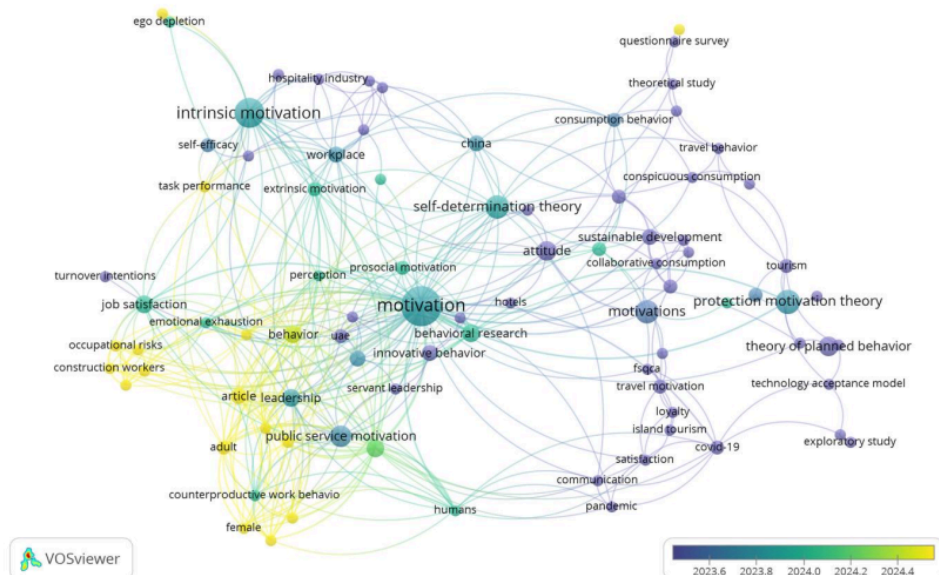 ego depletion
questionnaire survey
hospitality industry
theoretical study
intrinsic motivation
consumption behavior
self-efficacy
china
travel behavior
workplace
task performance
extrinsic motivation
conspicuous consumption
self-determination theory
sustainable development
attitude
collaborative consumption
prosocial motivation
tourism
turnover intentions
perception
job satisfaction
motivation
hotels
protection motivation theory
motivations
emotional exhaustion
behavior
uae
behavioral research
occupational risks
innovative behavior
theory of planned behavior
construction workers
fsqca
servant leadership
travel motivation
technology acceptance model
article
leadership
loyalty
island tourism
public service motivation
adult
covid-19
exploratory study
satisfaction
communication
counterproductive work behavio
humans
pandemic
female
VOSviewer
2023.6 2023.8 2024.0 2024.2 2024.4